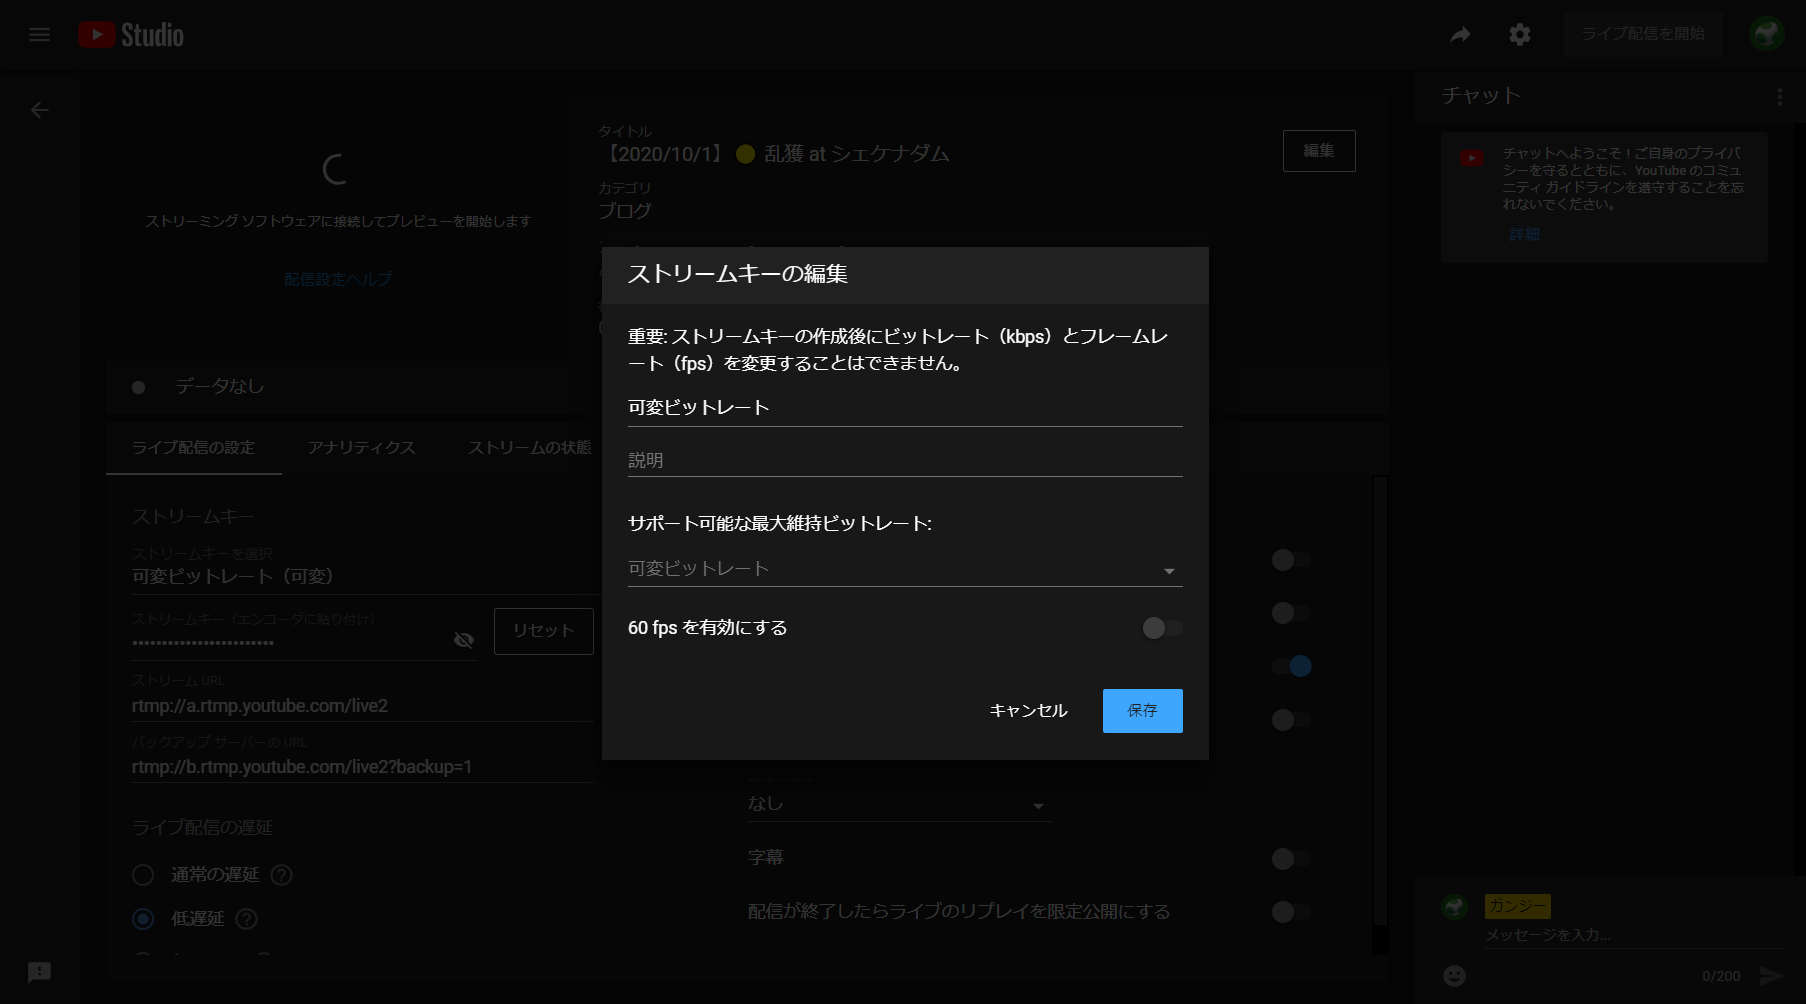 Studio
ライブ配信を開始
タイトル
【2020/10/1】 乱獲 at シェケナダム
編集
カテゴリ
ブログ
ストリーミング ソフトウェアに接続してプレビューを開始します
配信設定ヘルプ
データなし
ライブ配信の設定
アナリティクス
ストリームの状態
ストリームキー
ストリームキーを選択
可変ビットレート（可変）
ストリームキー（エンコーダに貼り付け）
••••••••••••••••••••••••
リセット
ストリーム URL
rtmp://a.rtmp.youtube.com/live2
バックアップ サーバーの URL
rtmp://b.rtmp.youtube.com/live2?backup=1
ライブ配信の遅延
通常の遅延
低遅延
ストリームキーの編集
重要: ストリームキーの作成後にビットレート（kbps）とフレームレ
ート（fps）を変更することはできません。
可変ビットレート
説明
サポート可能な最大維持ビットレート:
可変ビットレート
60 fps を有効にする
キャンセル
保存
なし
字幕
配信が終了したらライブのリプレイを限定公開にする
チャット
チャットへようこそ！ご自身のプライバ
シーを守るとともに、YouTube のコミュ
ニティ ガイドラインを遵守することを忘
れないでください。
詳細
ガンジー
メッセージを入力...
0/200